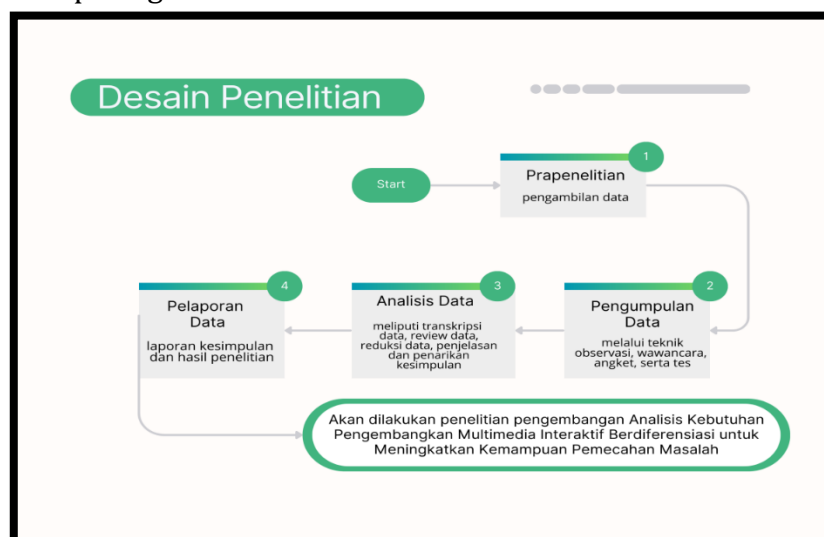 Desain Penelitian
Start
1
Prapenelitian
pengambilan data
2
Pengumpulan
Data
melalui teknik
observasi, wawancara,
angket, serta tes
3
Analisis Data
meliputi transkripsi
data, review data,
reduksi data, penjelasan
dan penarikan
kesimpulan
4
Pelaporan
Data
laporan kesimpulan
dan hasil penelitian
Akan dilakukan penelitian pengembangan Analisis Kebutuhan
Pengembangkan Multimedia Interaktif Berdiferensiasi untuk
Meningkatkan Kemampuan Pemecahan Masalah